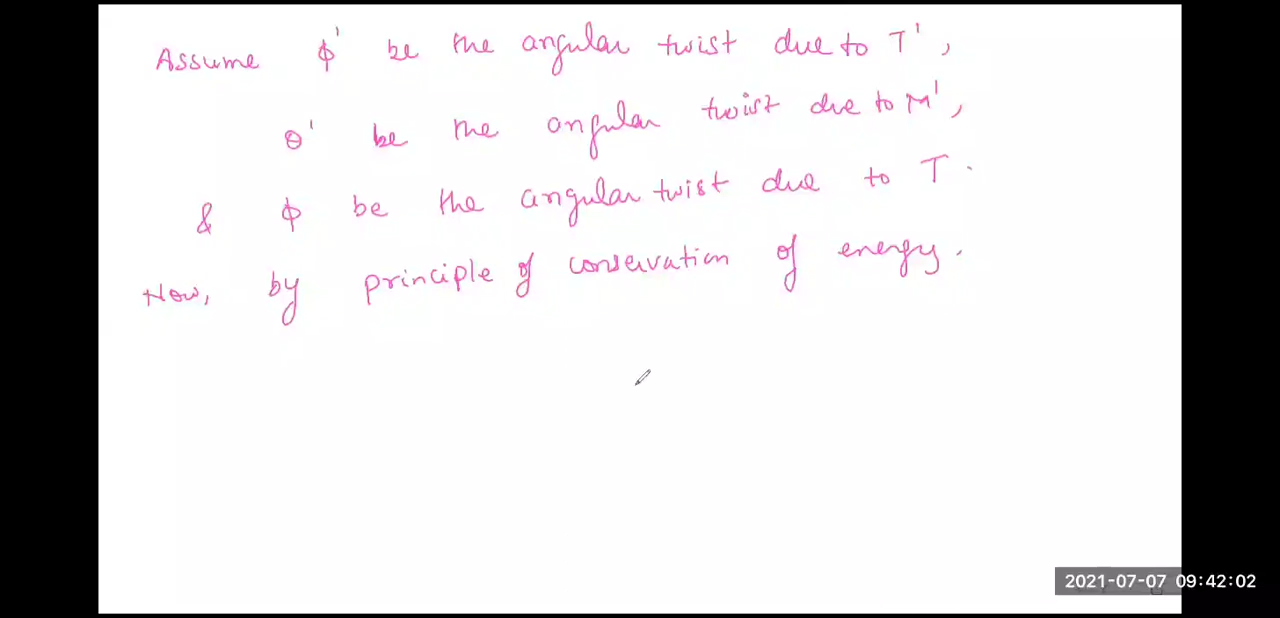 Assume ϕ' be the angular twist due to T',
θ' be the angular twist due to M',
& ϕ be the angular twist due to T.
Now, by principle of conservation of energy.
2021-07-07 09:42:02